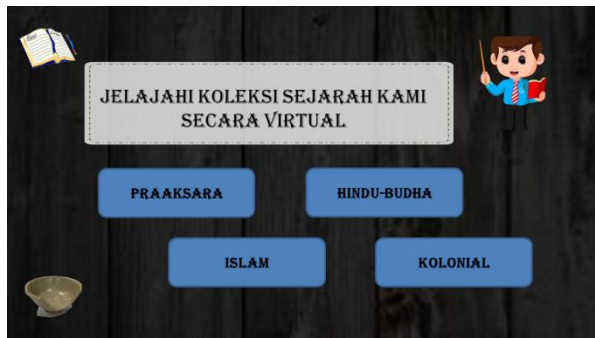 JELAJAHI KOLEKSI SEJARAH KAMI
SECARA VIRTUAL
PRAAKSARA
HINDU-BUDHA
ISLAM
KOLONIAL